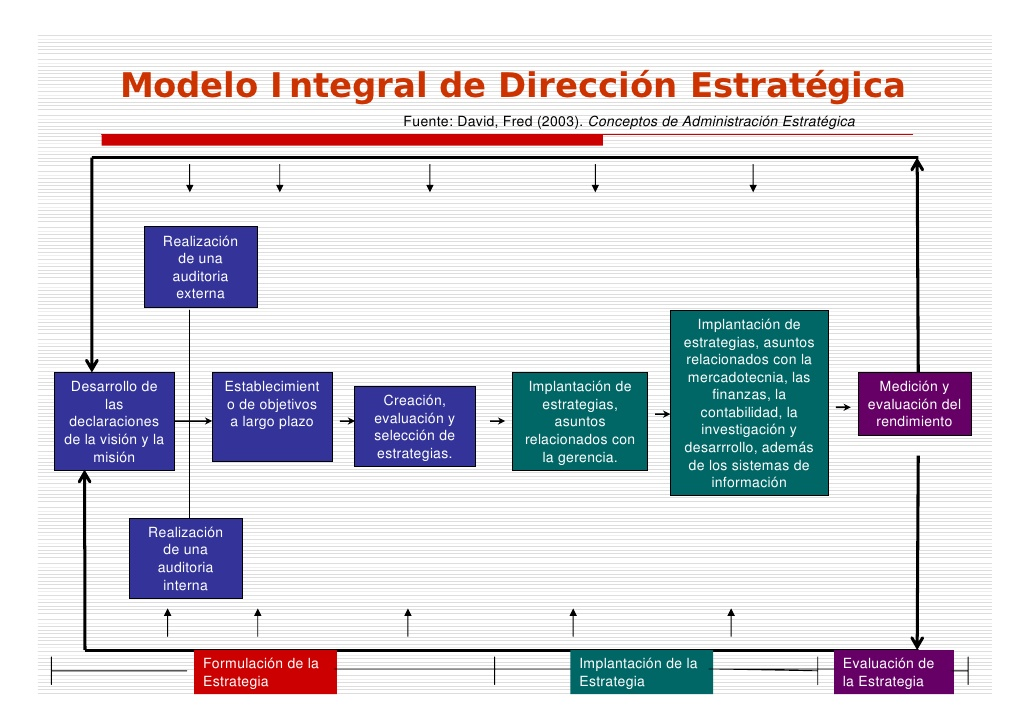 Modelo Integral de Dirección Estratégica
Fuente: David, Fred (2003). Conceptos de Administración Estratégica
Realización
de una
auditoria
externa
Desarrollo de
las
declaraciones
de la visión y la
misión
Establecimient
o de objetivos
a largo plazo
Creación,
evaluación y
selección de
estrategias.
Implantación de
estrategias,
asuntos
relacionados con
la gerencia.
Implantación de
estrategias, asuntos
relacionados con la
mercadotecnia, las
finanzas, la
contabilidad, la
investigación y
desarrrollo, además
de los sistemas de
información
Medición y
evaluación del
rendimiento
Realización
de una
auditoria
interna
Formulación de la
Estrategia
Implantación de la
Estrategia
Evaluación de
la Estrategia